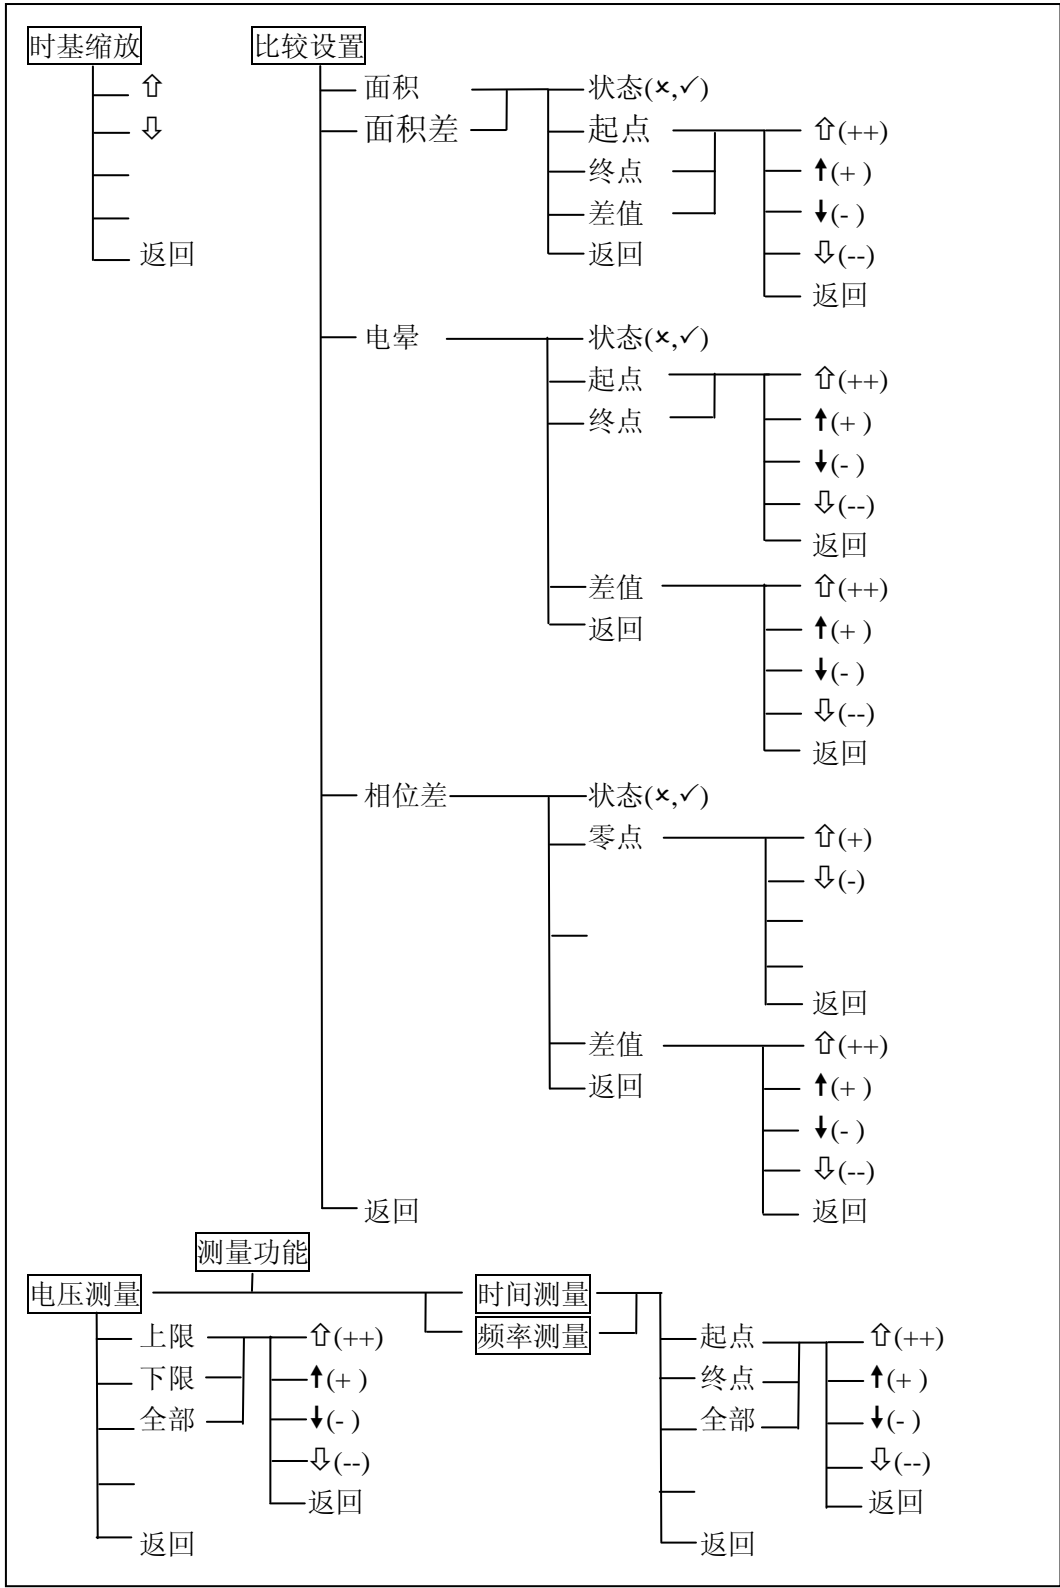 时基缩放 比较设置
⇧ 面积 状态(×,✓)
⇩ 面积差 起点 ⇧(++)
终点 ↑(+ )
差值 ↓(- )
返回 返回 ⇩(--)
返回
电晕 状态(×,✓)
起点 ⇧(++)
终点 ↑(+ )
↓(- )
⇩(--)
返回
差值 ⇧(++)
返回 ↑(+ )
↓(- )
⇩(--)
返回
相位差 状态(×,✓)
零点 ⇧(+)
⇩(-)
返回
差值 ⇧(++)
返回 ↑(+ )
↓(- )
⇩(--)
返回 返回
测量功能
电压测量 时间测量
上限 ⇧(++) 频率测量 起点 ⇧(++)
下限 ↑(+ ) 终点 ↑(+ )
全部 ↓(- ) 全部 ↓(- )
⇩(--) ⇩(--)
返回 返回
返回 返回